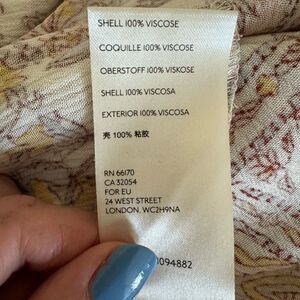 SHELL 100% VISCOSE
COQUILLE 100% VISCOSE
OBERSTOFF 100% VISKOSE
SHELL 100% VISCOSA
EXTERIOR 100% VISCOSA
壳 100% 粘胶
RN 66170
CA 32054
FOR EU
24 WEST STREET
LONDON, WC2H9NA
1094882